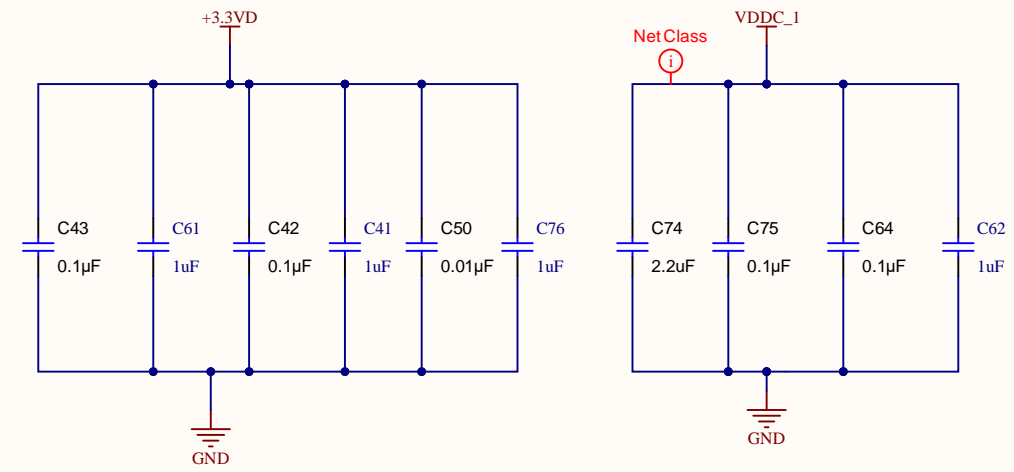 +3.3VD
VDDC_1
Net Class
i
C43
C61
C42
C41
C50
C76
C74
C75
C64
C62
0.1µF
1uF
0.1µF
1uF
0.01µF
1uF
2.2uF
0.1µF
0.1µF
1uF
GND
GND